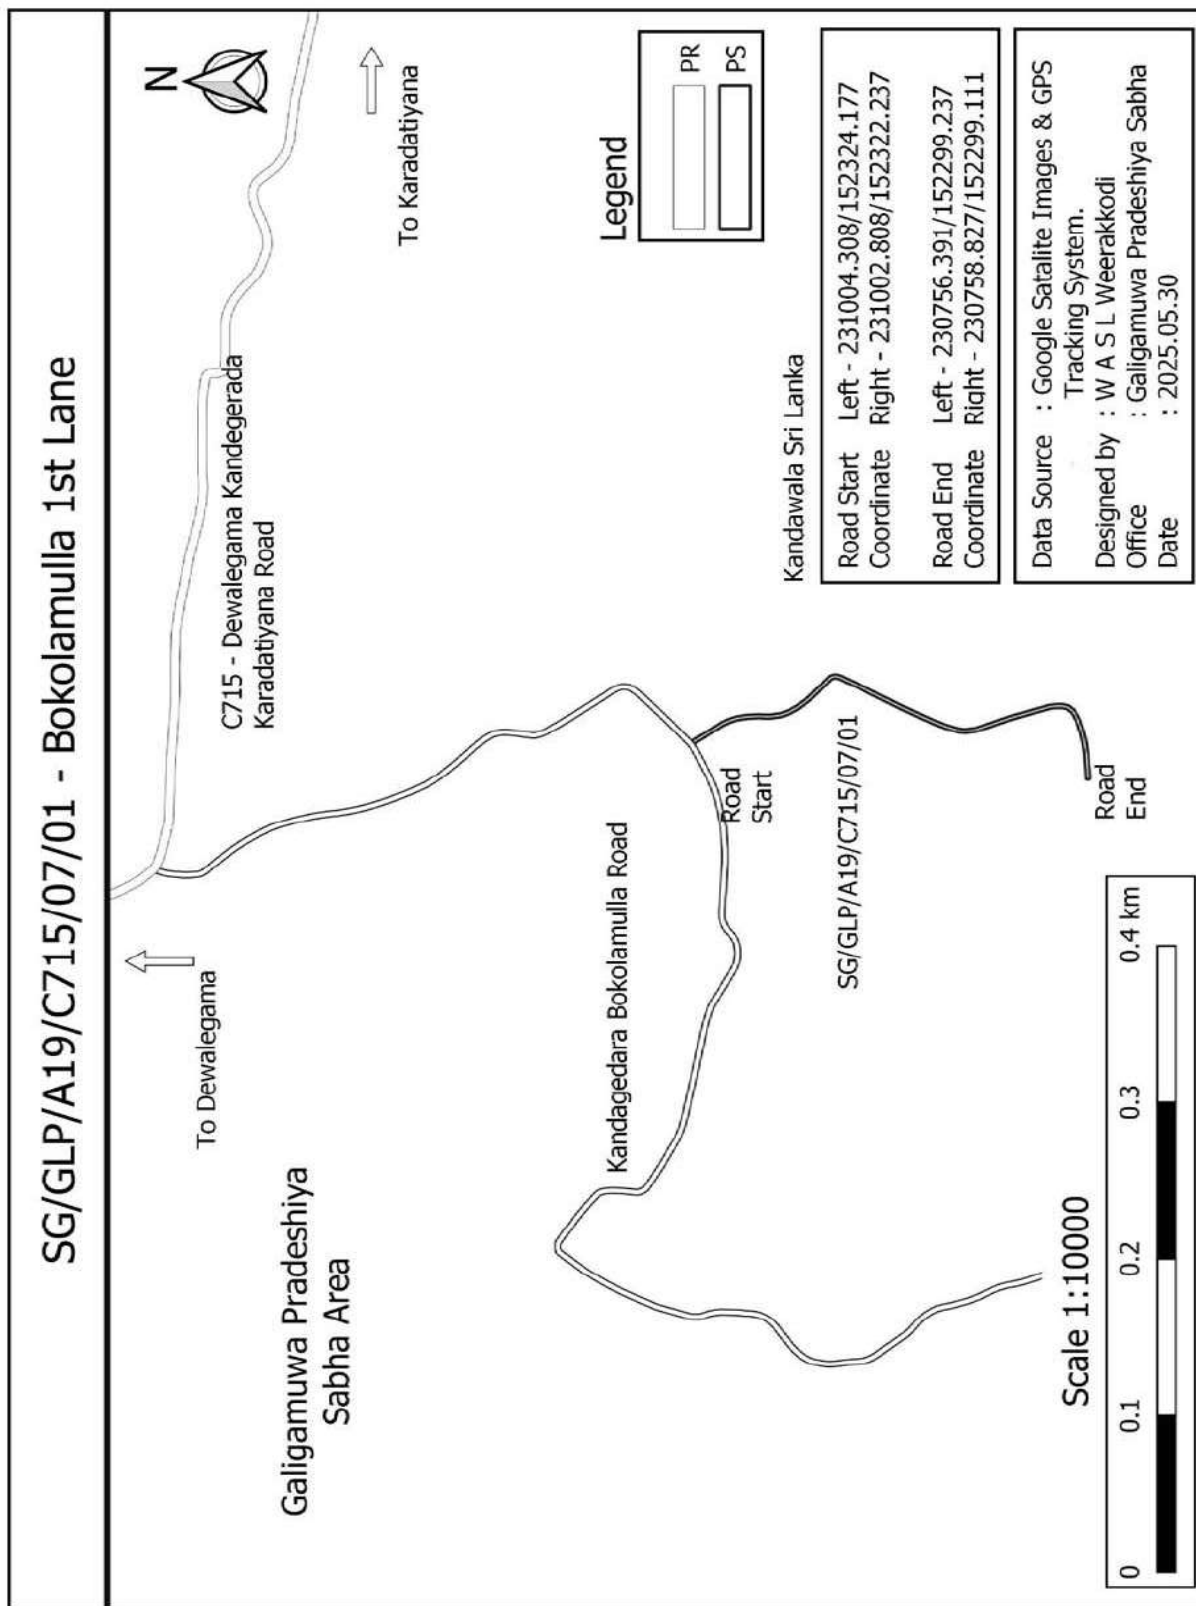 SG/GLP/A19/C715/07/01 - Bokolamulla 1st Lane
N
To Dewalegama
To Karadatiyana
C715 - Dewalegama Kandegerada
Karadatiyana Road
Galigamuwa Pradeshiya
Sabha Area
Kandagedara Bokolamulla Road
Road
Start
SG/GLP/A19/C715/07/01
Road
End
Legend
PR
PS
Kandawala Sri Lanka
Road Start Left - 231004.308/152324.177
Coordinate Right - 231002.808/152322.237
Road End Left - 230756.391/152299.237
Coordinate Right - 230758.827/152299.111
Data Source : Google Satalite Images & GPS
Tracking System.
Designed by : W A S L Weerakkodi
Office : Galigamuwa Pradeshiya Sabha
Date : 2025.05.30
Scale 1:10000
0 0.1 0.2 0.3 0.4 km